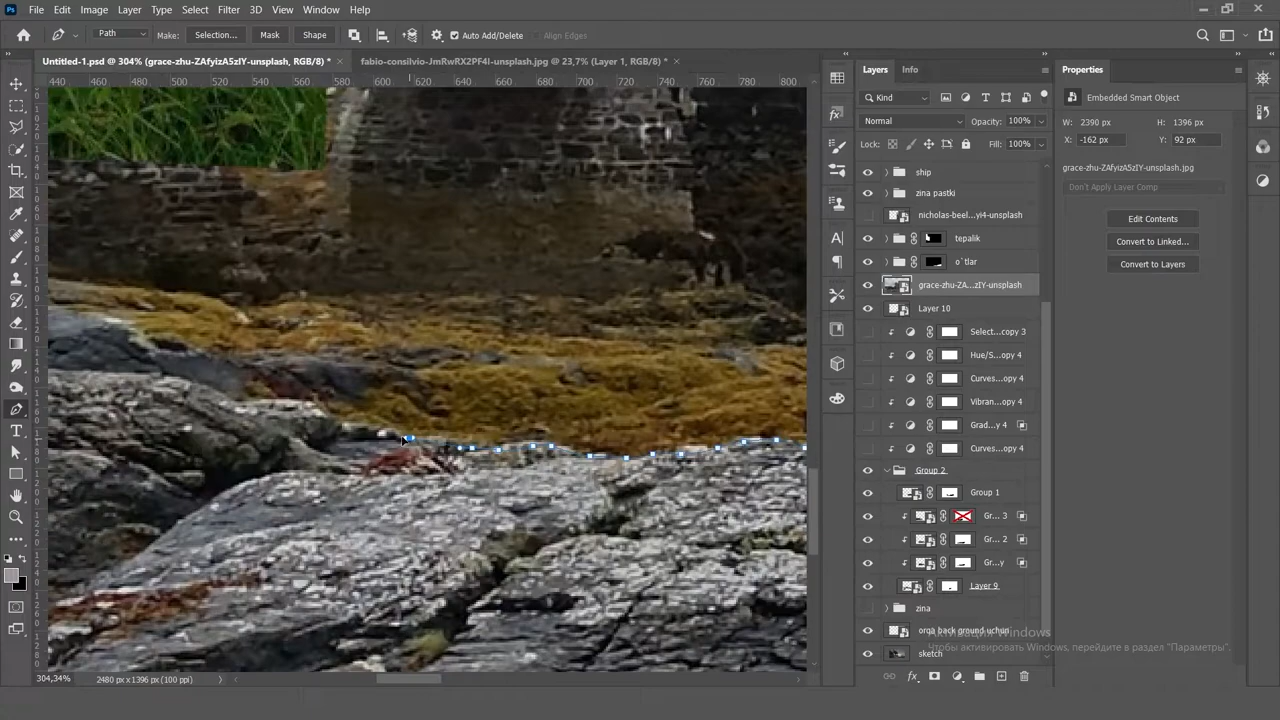 File Edit Image Layer Type Select Filter 3D View Window Help
Path Make: Selection... Mask Shape Auto Add/Delete Align Edges
Untitled-1.psd @ 304% (grace-zhu-ZAfyizA5zIY-unsplash, RGB/8) * fabio-consilvio-JmRwRX2PF4I-unsplash.jpg @ 23,7% (Layer 1, RGB/8) *
440 460 480 500 520 540 560 580 600 620 640 660 680 700 720 740 760 780 800
Layers Info
Kind
Normal Opacity: 100%
Lock: Fill: 100%
ship
zina pastki
nicholas-beel...yi4-unsplash
tepalik
o`tlar
grace-zhu-ZA...zIY-unsplash
Layer 10
Select...copy 3
Hue/S...opy 4
Curves...opy 4
Vibran...opy 4
Grad...y 4
Curves...opy 4
Group 2
Group 1
Gr... 3
Gr... 2
Gr...y
Layer 9
zina
orqa back ground uchun
sketch
Properties
Embedded Smart Object
W: 2390 px H: 1396 px
X: -162 px Y: 92 px
grace-zhu-ZAfyizA5zIY-unsplash.jpg
Don't Apply Layer Comp
Edit Contents
Convert to Linked...
Convert to Layers
Активация Windows
Чтобы активировать Windows, перейдите в раздел "Параметры".
304,34% 2480 px x 1396 px (100 ppi)